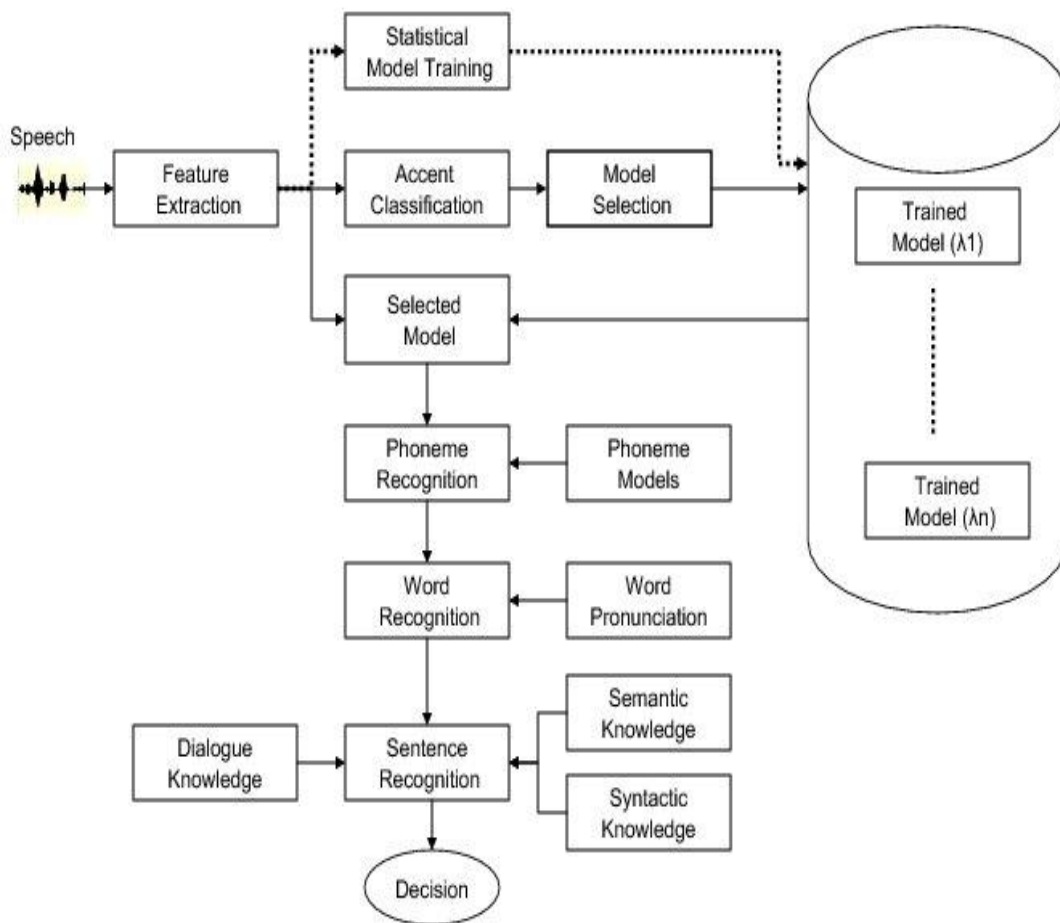 Statistical
Model Training
Speech
Feature
Extraction
Accent
Classification
Model
Selection
Trained
Model (λ1)
Selected
Model
Phoneme
Recognition
Phoneme
Models
Trained
Model (λn)
Word
Recognition
Word
Pronunciation
Semantic
Knowledge
Dialogue
Knowledge
Sentence
Recognition
Syntactic
Knowledge
Decision